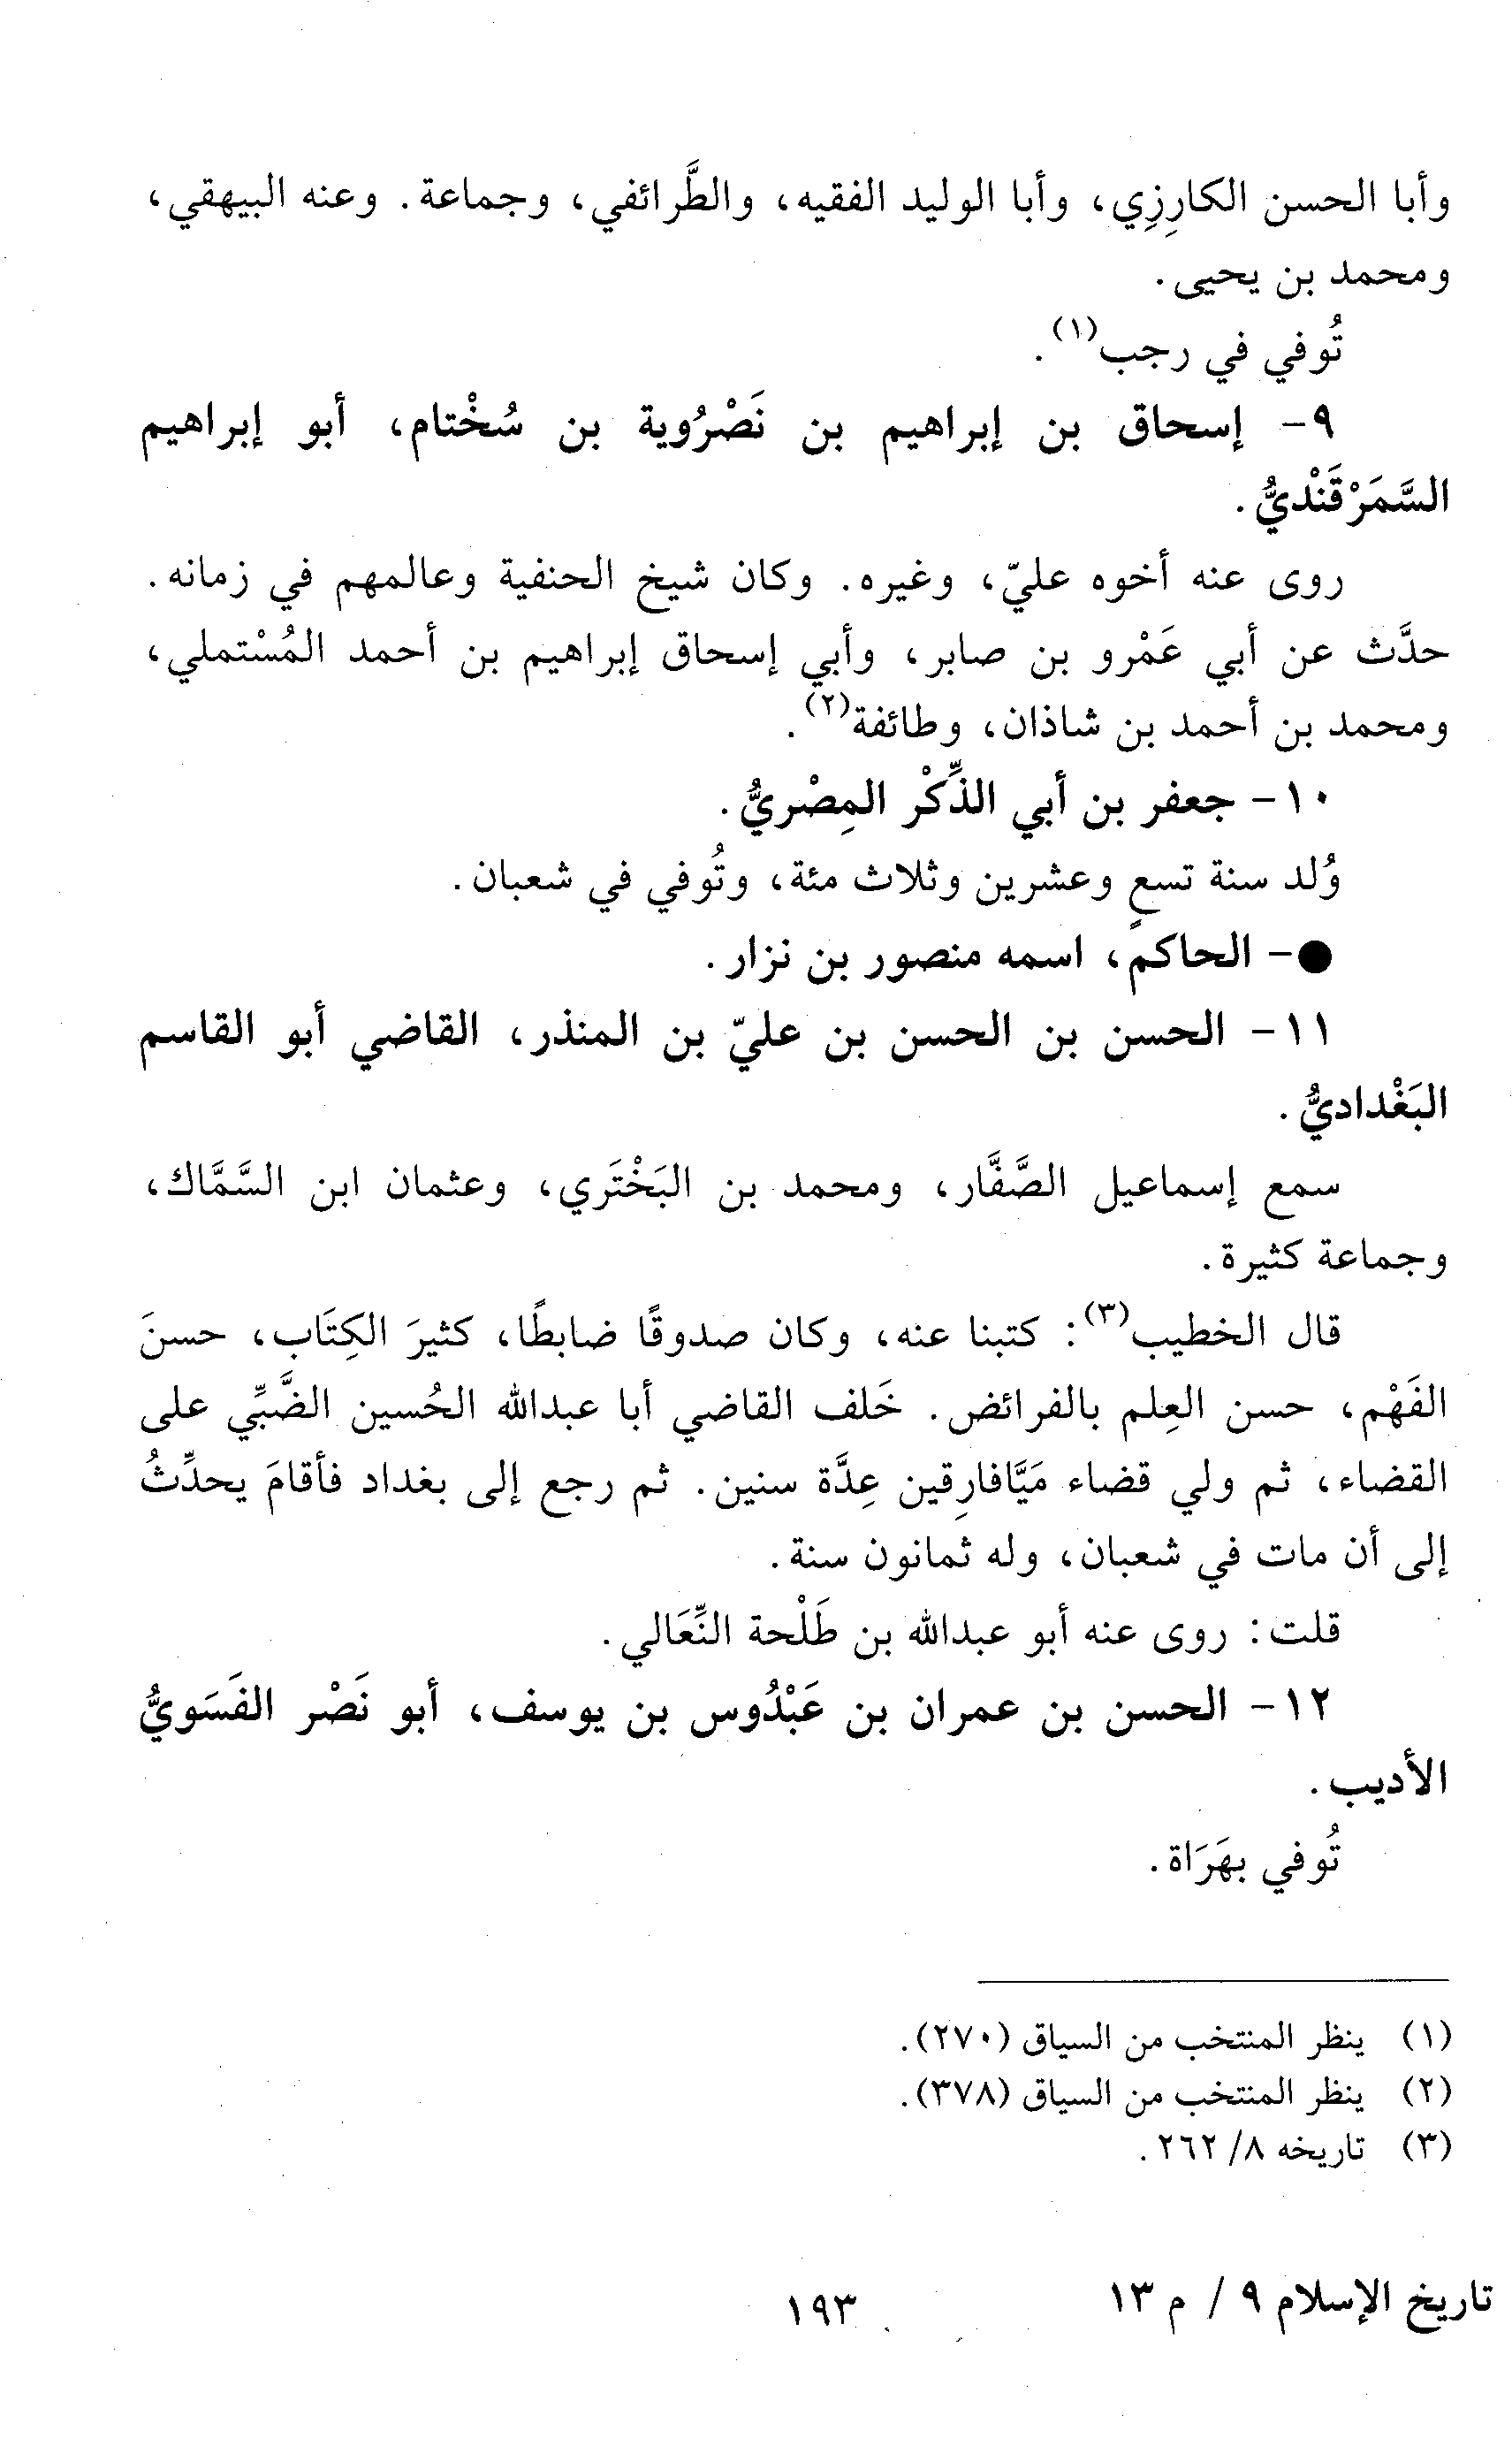 وأبا الحسن الكارِزِي، وأبا الوليد الفقيه، والطَّرائفي، وجماعة. وعنه البيهقي،
ومحمد بن يحيى.
تُوفي في رجب(١).
٩- إسحاق بن إبراهيم بن نَصْرُوية بن سُخْتام، أبو إبراهيم
السَّمَرْقَنْديُّ.
روى عنه أخوه عليّ، وغيره. وكان شيخ الحنفية وعالمهم في زمانه.
حدَّث عن أبي عَمْرو بن صابر، وأبي إسحاق إبراهيم بن أحمد المُسْتملي،
ومحمد بن أحمد بن شاذان، وطائفة(٢).
١٠- جعفر بن أبي الذِّكْر المِصْريُّ.
وُلد سنة تسعٍ وعشرين وثلاث مئة، وتُوفي في شعبان.
●- الحاكم، اسمه منصور بن نزار.
١١- الحسن بن الحسن بن عليّ بن المنذر، القاضي أبو القاسم
البَغْداديُّ.
سمع إسماعيل الصَّفَّار، ومحمد بن البَخْتَري، وعثمان ابن السَّمَّاك،
وجماعة كثيرة.
قال الخطيب(٣): كتبنا عنه، وكان صدوقًا ضابطًا، كثيرَ الكِتَاب، حسنَ
الفَهْم، حسن العِلم بالفرائض. خَلف القاضي أبا عبدالله الحُسين الضَّبِّي على
القضاء، ثم ولي قضاء مَيَّافارِقين عِدَّة سنين. ثم رجع إلى بغداد فأقامَ يحدِّثُ
إلى أن مات في شعبان، وله ثمانون سنة.
قلت: روى عنه أبو عبدالله بن طَلْحة النِّعَالي.
١٢- الحسن بن عمران بن عَبْدُوس بن يوسف، أبو نَصْر الفَسَويُّ
الأديب.
تُوفي بهَرَاة.
(١) ينظر المنتخب من السياق (٢٧٠).
(٢) ينظر المنتخب من السياق (٣٧٨).
(٣) تاريخه ٨/ ٢٦٢.
تاريخ الإسلام ٩ / م ١٣
١٩٣